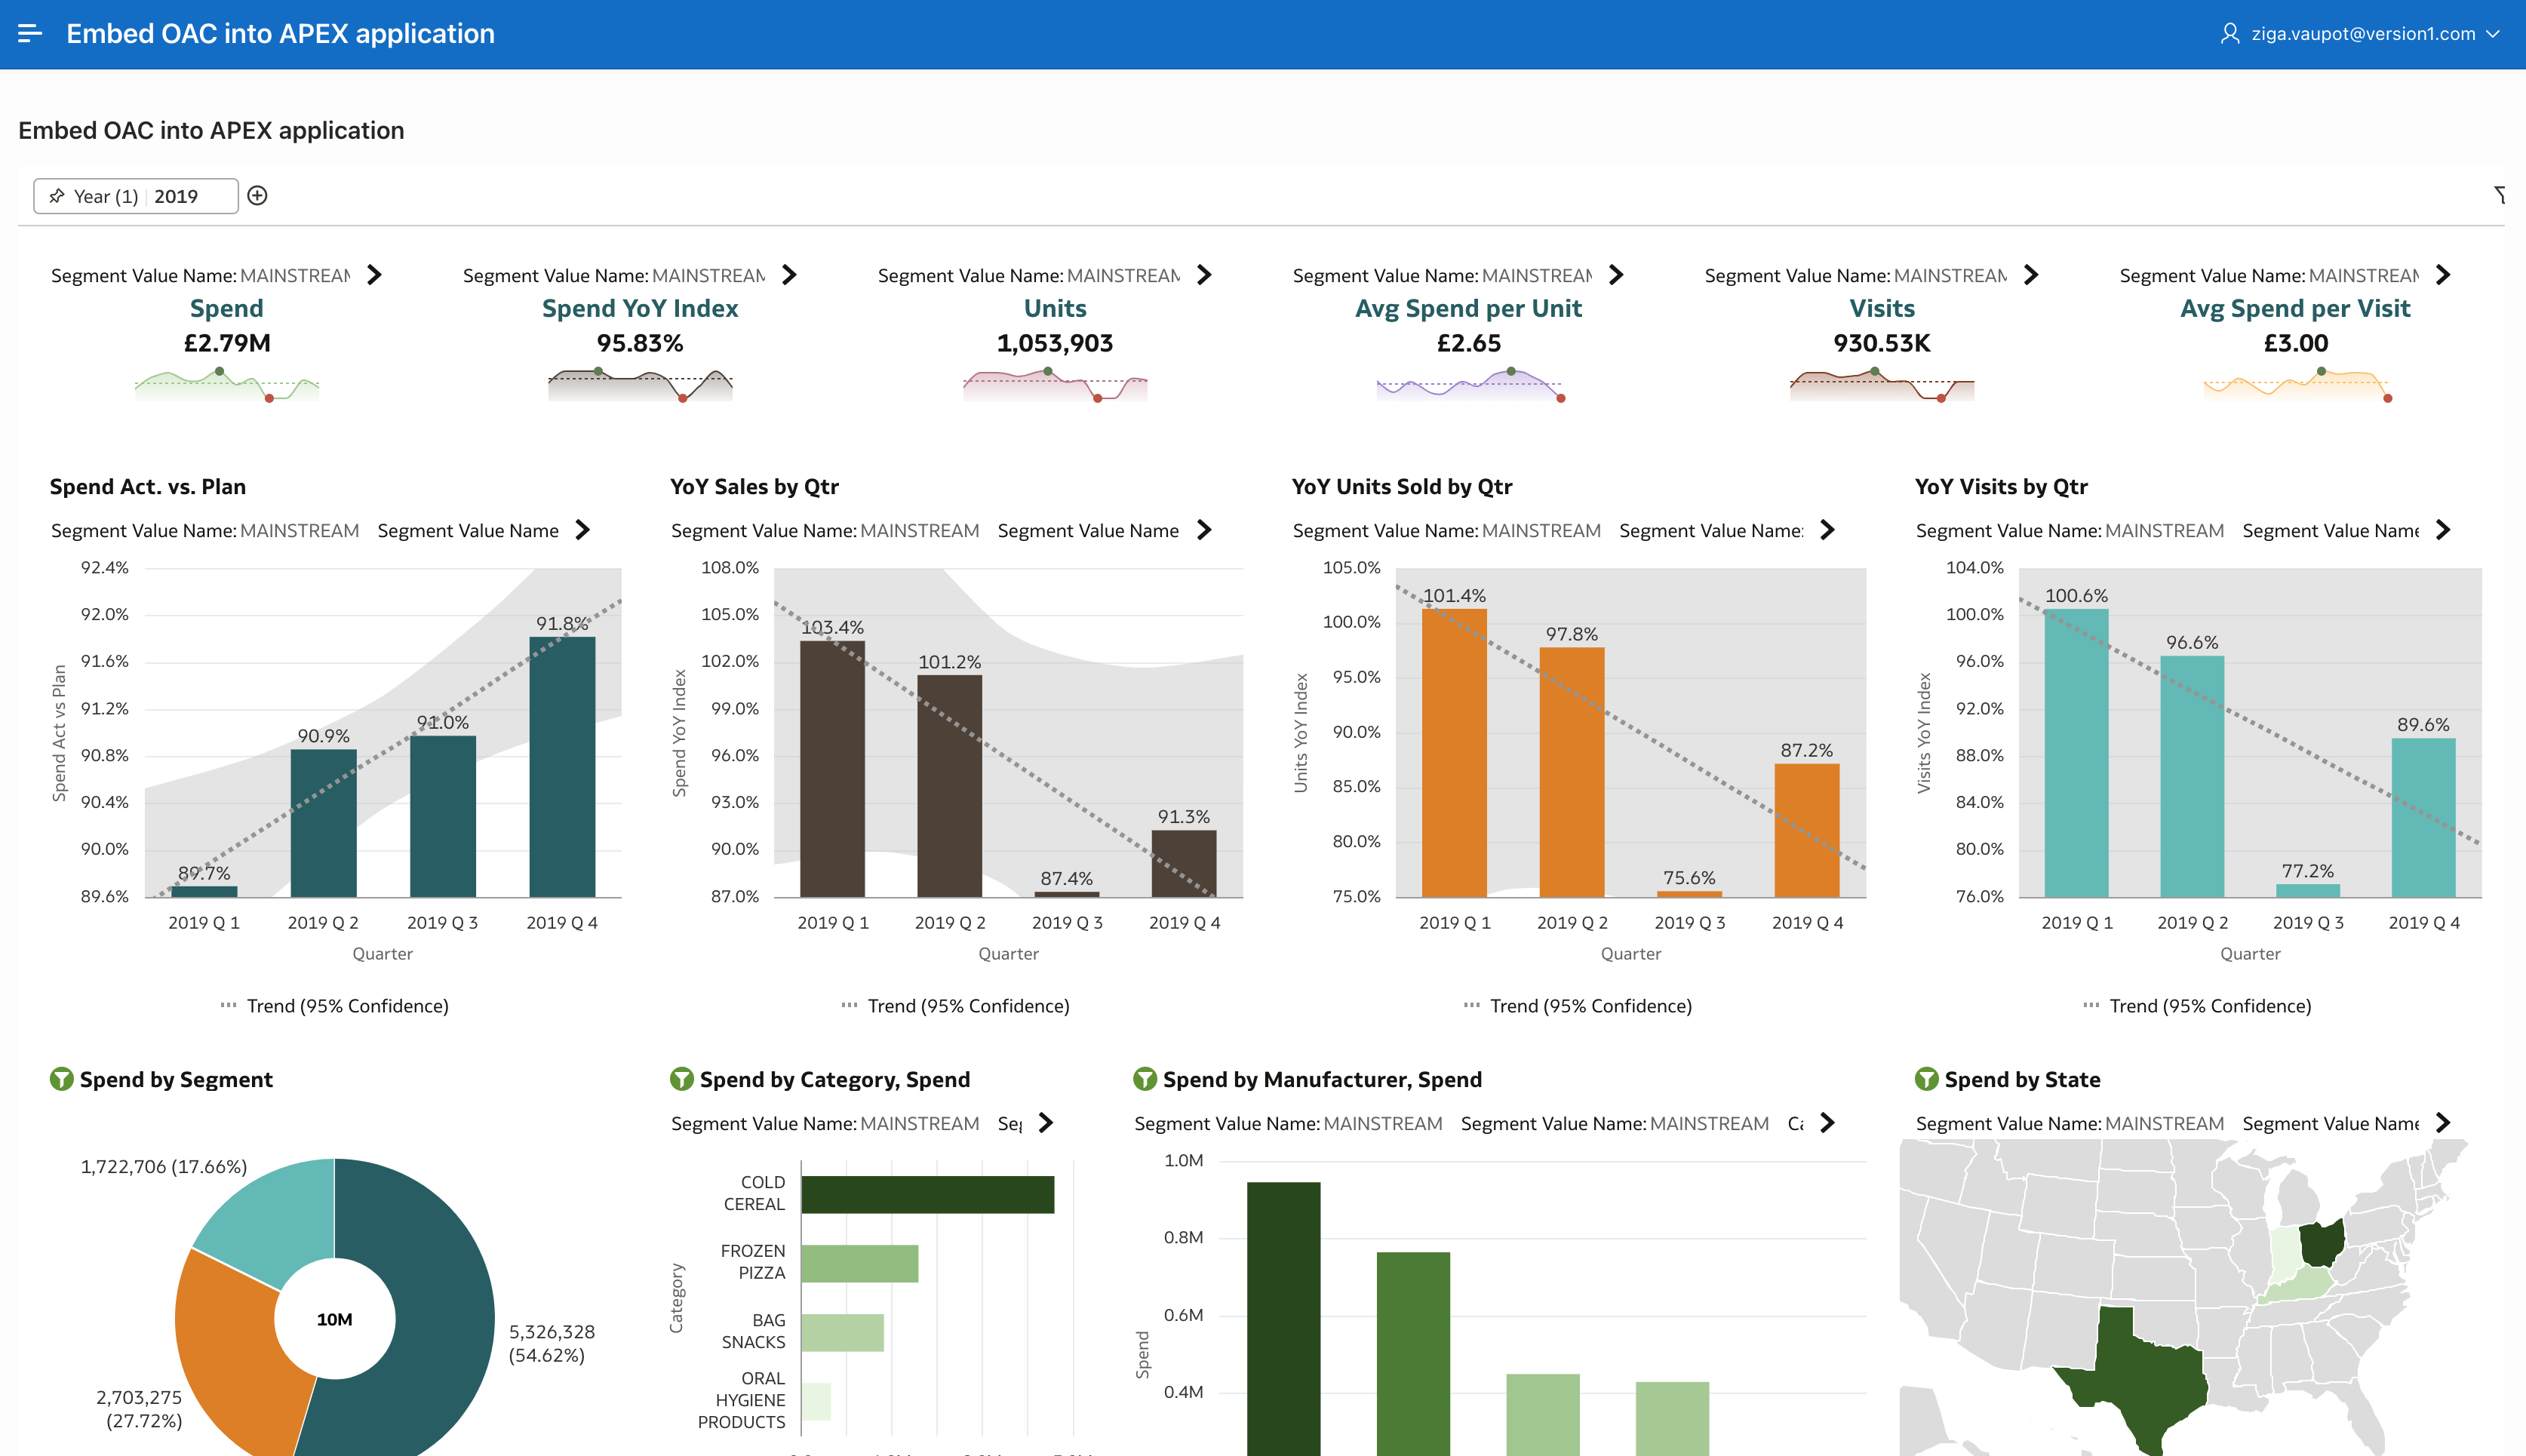 Embed OAC into APEX application
ziga.vaupot@version1.com
Embed OAC into APEX application
Year (1) 2019
Segment Value Name: MAINSTREAM
Spend
£2.79M
Segment Value Name: MAINSTREAM
Spend YoY Index
95.83%
Segment Value Name: MAINSTREAM
Units
1,053,903
Segment Value Name: MAINSTREAM
Avg Spend per Unit
£2.65
Segment Value Name: MAINSTREAM
Visits
930.53K
Segment Value Name: MAINSTREAM
Avg Spend per Visit
£3.00
Spend Act. vs. Plan
Segment Value Name: MAINSTREAM Segment Value Name
92.4%
92.0%
91.6%
91.2%
90.8%
90.4%
90.0%
89.6%
Spend Act vs Plan
89.7%
90.9%
91.0%
91.8%
2019 Q 1
2019 Q 2
2019 Q 3
2019 Q 4
Quarter
Trend (95% Confidence)
YoY Sales by Qtr
Segment Value Name: MAINSTREAM Segment Value Name
108.0%
105.0%
102.0%
99.0%
96.0%
93.0%
90.0%
87.0%
Spend YoY Index
103.4%
101.2%
87.4%
91.3%
2019 Q 1
2019 Q 2
2019 Q 3
2019 Q 4
Quarter
Trend (95% Confidence)
YoY Units Sold by Qtr
Segment Value Name: MAINSTREAM Segment Value Name:
105.0%
100.0%
95.0%
90.0%
85.0%
80.0%
75.0%
Units YoY Index
101.4%
97.8%
75.6%
87.2%
2019 Q 1
2019 Q 2
2019 Q 3
2019 Q 4
Quarter
Trend (95% Confidence)
YoY Visits by Qtr
Segment Value Name: MAINSTREAM Segment Value Name
104.0%
100.0%
96.0%
92.0%
88.0%
84.0%
80.0%
76.0%
Visits YoY Index
100.6%
96.6%
77.2%
89.6%
2019 Q 1
2019 Q 2
2019 Q 3
2019 Q 4
Quarter
Trend (95% Confidence)
Spend by Segment
1,722,706 (17.66%)
10M
5,326,328
(54.62%)
2,703,275
(27.72%)
Spend by Category, Spend
Segment Value Name: MAINSTREAM
Category
COLD
CEREAL
FROZEN
PIZZA
BAG
SNACKS
ORAL
HYGIENE
PRODUCTS
Spend by Manufacturer, Spend
Segment Value Name: MAINSTREAM Segment Value Name: MAINSTREAM
1.0M
0.8M
0.6M
0.4M
Spend
Spend by State
Segment Value Name: MAINSTREAM Segment Value Name